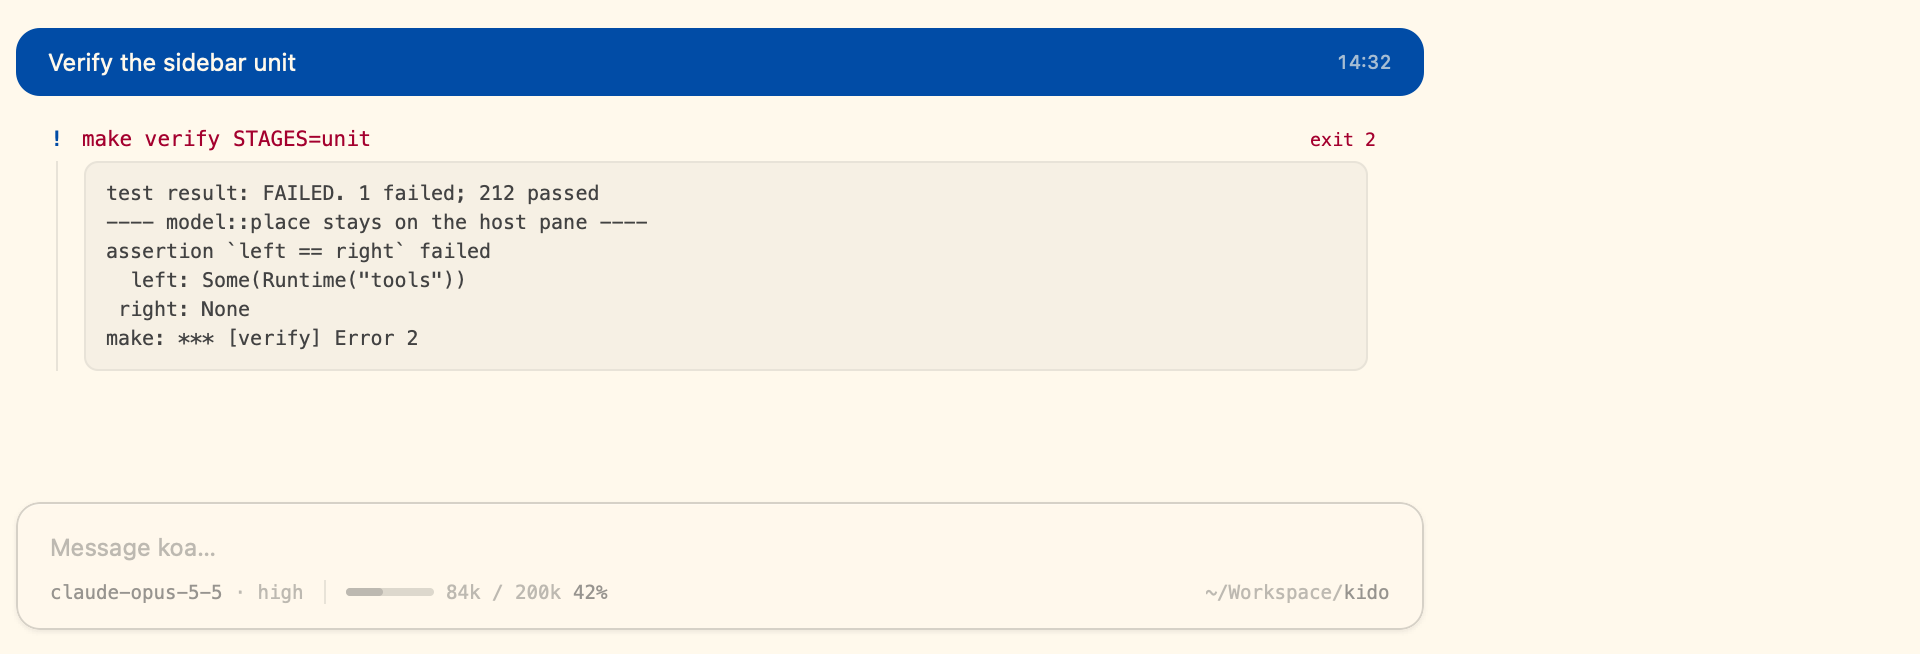 Verify the sidebar unit 14:32
! make verify STAGES=unit exit 2
test result: FAILED. 1 failed; 212 passed
---- model::place stays on the host pane ----
assertion `left == right` failed
  left: Some(Runtime("tools"))
 right: None
make: *** [verify] Error 2
Message koa...
claude-opus-5-5 · high 84k / 200k 42% ~/Workspace/kido